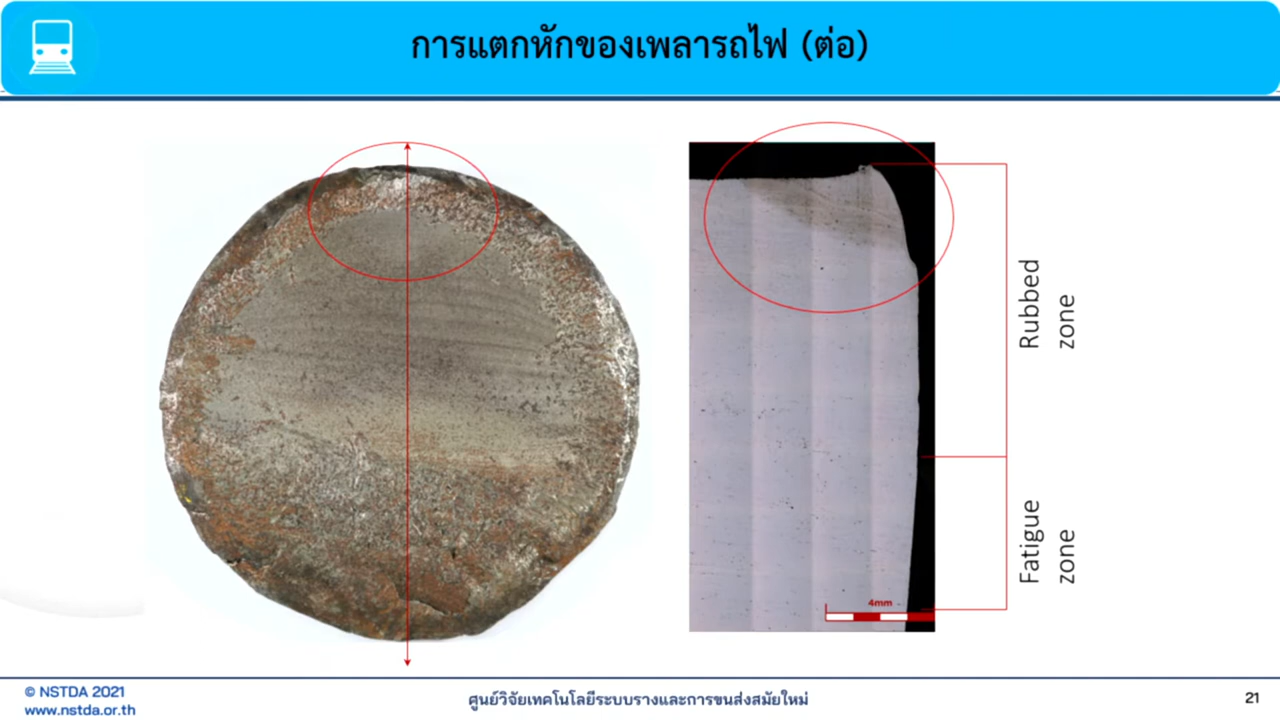 การแตกหักของเพลารถไฟ (ต่อ)
Rubbed
zone
Fatigue
zone
4mm
© NSTDA 2021
www.nstda.or.th
ศูนย์วิจัยเทคโนโลยีระบบรางและการขนส่งสมัยใหม่
21